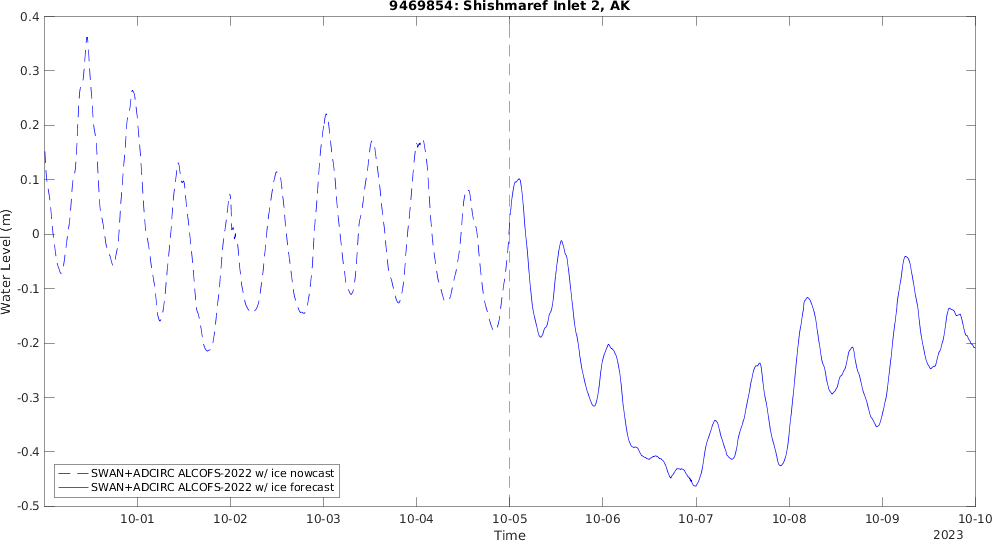 9469854: Shishmaref Inlet 2, AK
0.4
0.3
0.2
0.1
0
-0.1
-0.2
-0.3
-0.4
-0.5
Water Level (m)
SWAN+ADCIRC ALCOFS-2022 w/ ice nowcast
SWAN+ADCIRC ALCOFS-2022 w/ ice forecast
10-01 10-02 10-03 10-04 10-05 10-06 10-07 10-08 10-09 10-10
Time
2023